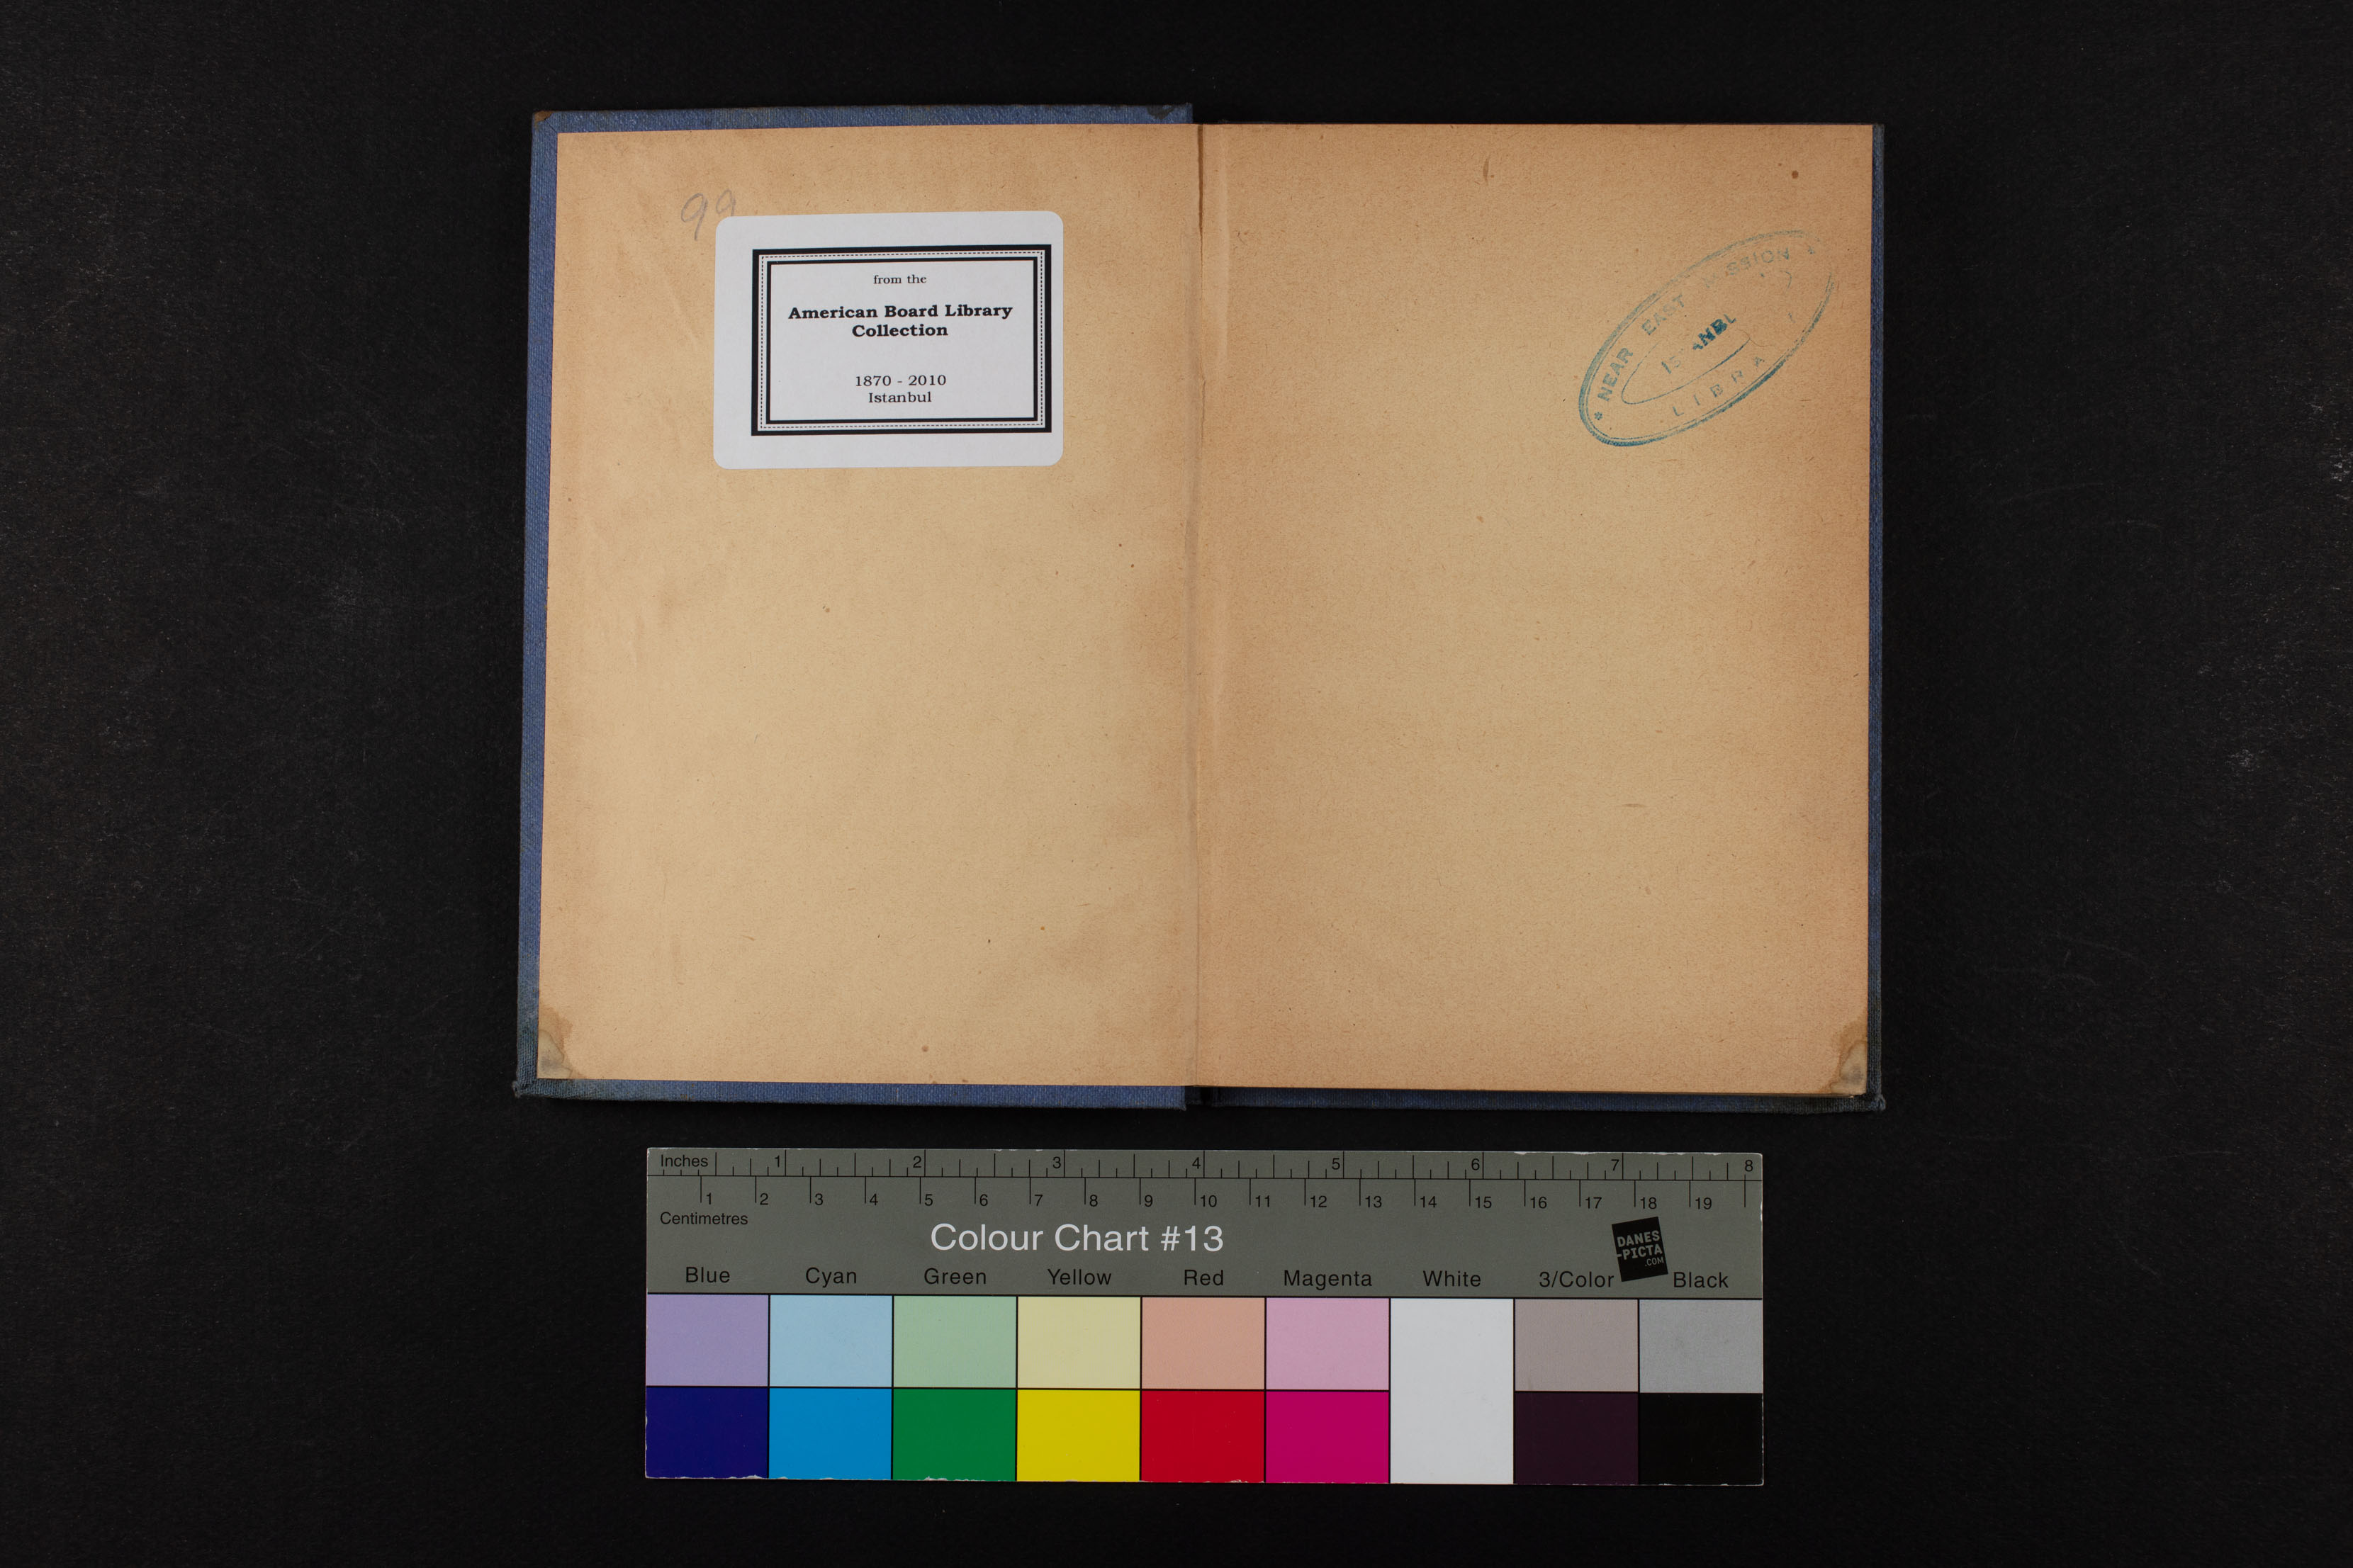 99
from the
American Board Library
Collection
1870 - 2010
Istanbul
NEAR EAST
LIBRA
Inches 1 2 3 4 5 6 7 8
1 2 3 4 5 6 7 8 9 10 11 12 13 14 15 16 17 18 19
Centimetres
Colour Chart #13
DANES
-PICTA
.COM
Blue Cyan Green Yellow Red Magenta White 3/Color Black